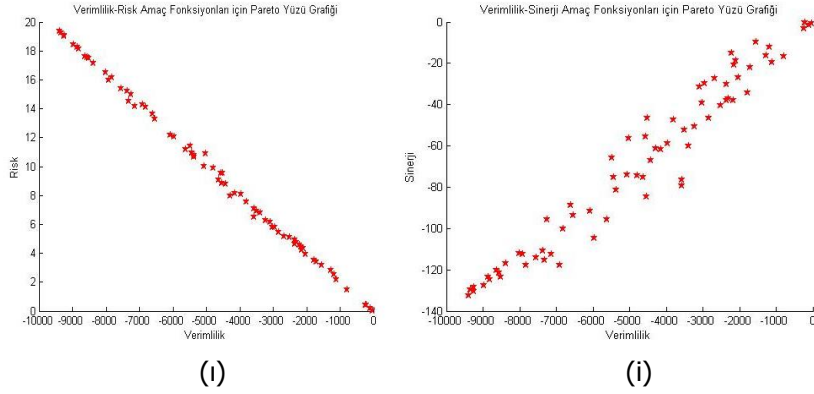 Verimlilik-Risk Amaç Fonksiyonları için Pareto Yüzü Grafiği
20
18
16
14
12
10
8
6
4
2
0
Risk
-10000 -9000 -8000 -7000 -6000 -5000 -4000 -3000 -2000 -1000 0
Verimlilik
(ı)
Verimlilik-Sinerji Amaç Fonksiyonları için Pareto Yüzü Grafiği
0
-20
-40
-60
-80
-100
-120
-140
Sinerji
-10000 -9000 -8000 -7000 -6000 -5000 -4000 -3000 -2000 -1000 0
Verimlilik
(i)